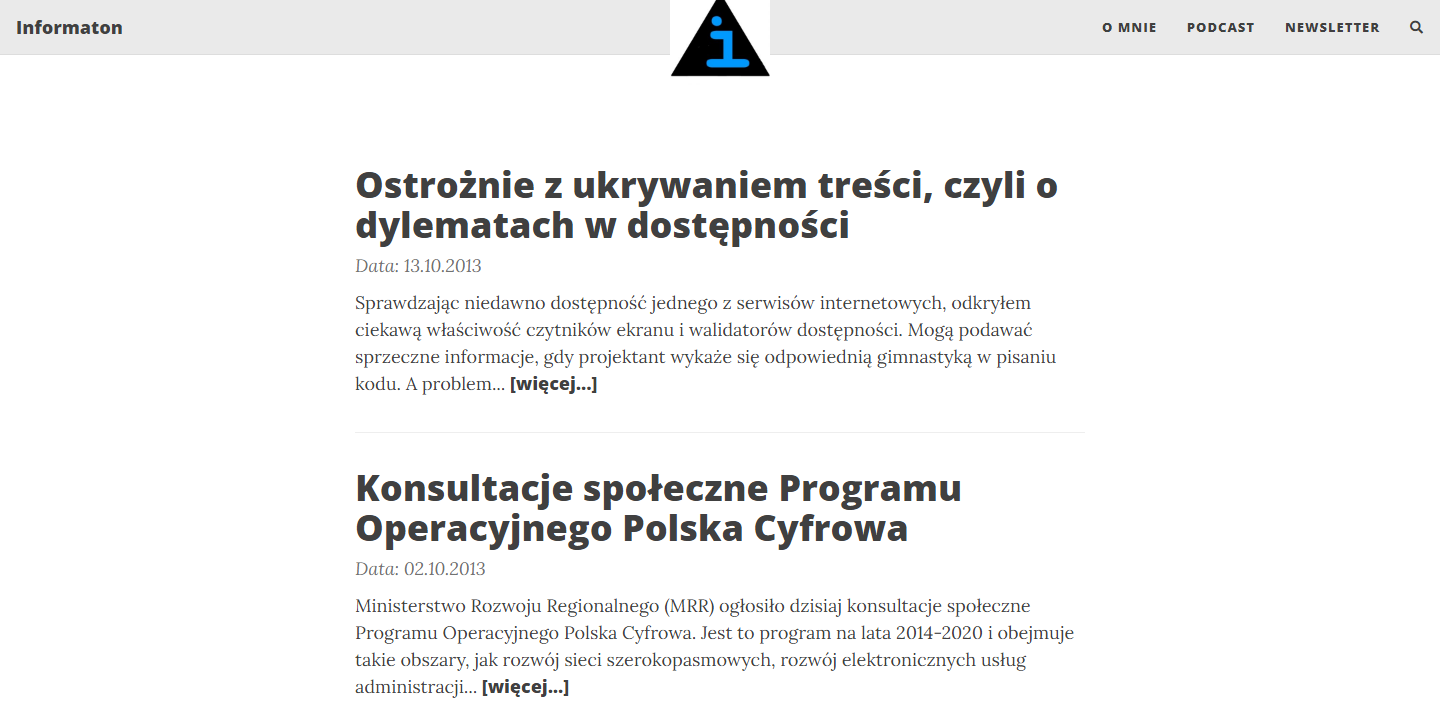 Informaton
i
O MNIE
PODCAST
NEWSLETTER
Ostrożnie z ukrywaniem treści, czyli o
dylematach w dostępności
Data: 13.10.2013
Sprawdzając niedawno dostępność jednego z serwisów internetowych, odkryłem
ciekawą właściwość czytników ekranu i walidatorów dostępności. Mogą podawać
sprzeczne informacje, gdy projektant wykaże się odpowiednią gimnastyką w pisaniu
kodu. A problem... [więcej...]
Konsultacje społeczne Programu
Operacyjnego Polska Cyfrowa
Data: 02.10.2013
Ministerstwo Rozwoju Regionalnego (MRR) ogłosiło dzisiaj konsultacje społeczne
Programu Operacyjnego Polska Cyfrowa. Jest to program na lata 2014-2020 i obejmuje
takie obszary, jak rozwój sieci szerokopasmowych, rozwój elektronicznych usług
administracji... [więcej...]